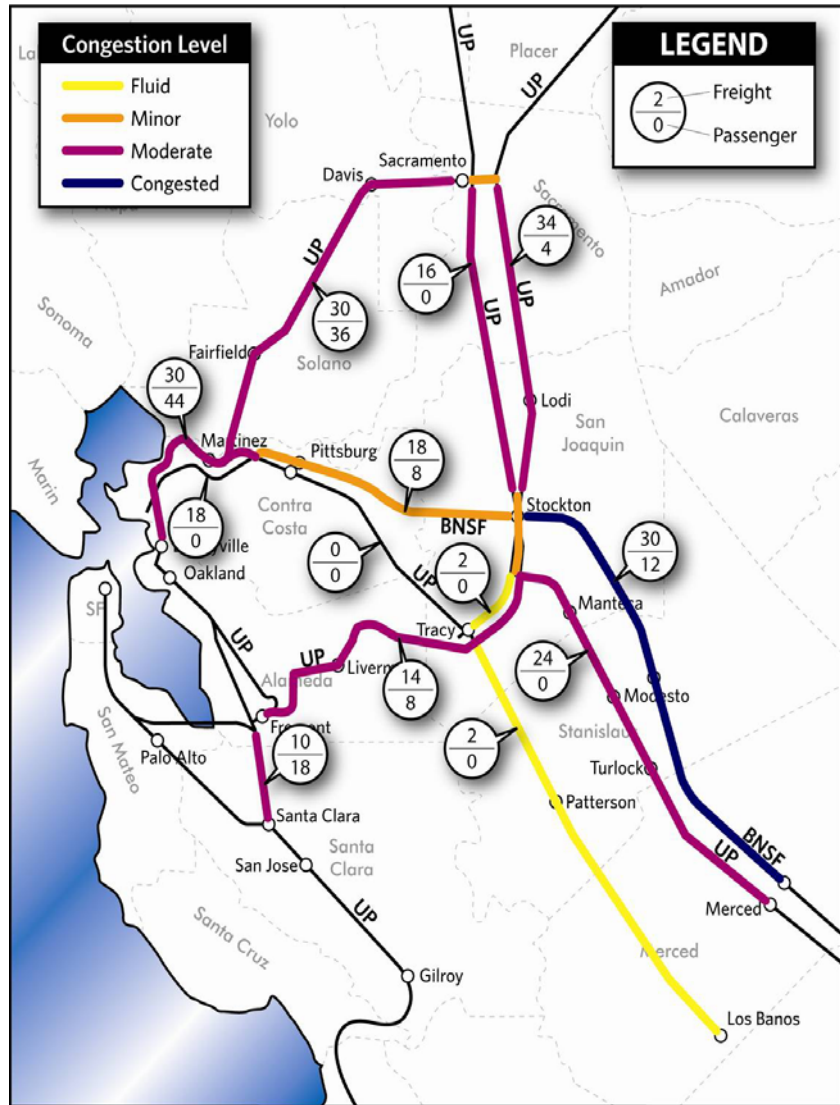 Congestion Level
Fluid
Minor
Moderate
Congested
LEGEND
2
0
Freight
Passenger
UP
UP
Placer
Yolo
Davis
Sacramento
Sacramento
34
4
16
0
UP
UP
UP
30
36
Amador
Sonoma
Fairfield
Solano
30
44
Lodi
San
Joaquin
Calaveras
Marin
Martinez
Pittsburg
18
8
Contra
Costa
18
0
BNSF
Stockton
0
0
UP
2
0
30
12
Oakland
SF
UP
Tracy
Manteca
UP
Alameda
14
8
24
0
Modesto
San Mateo
Palo Alto
10
18
2
0
Turlock
Patterson
Santa Clara
Santa
Clara
San Jose
UP
BNSF
UP
Merced
Santa Cruz
Merced
Gilroy
Los Banos